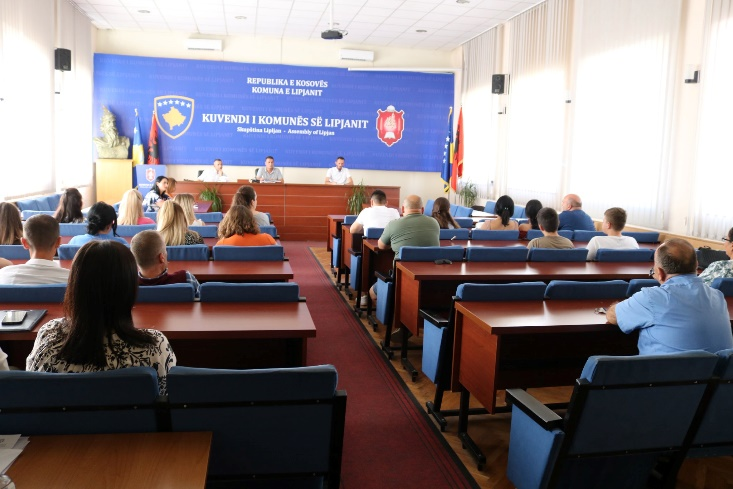 REPUBLIKA E KOSOVËS
KOMUNA E LIPJANIT
KUVENDI I KOMUNËS SË LIPJANIT
Skupština Lipljan - Assembly of Lipjan